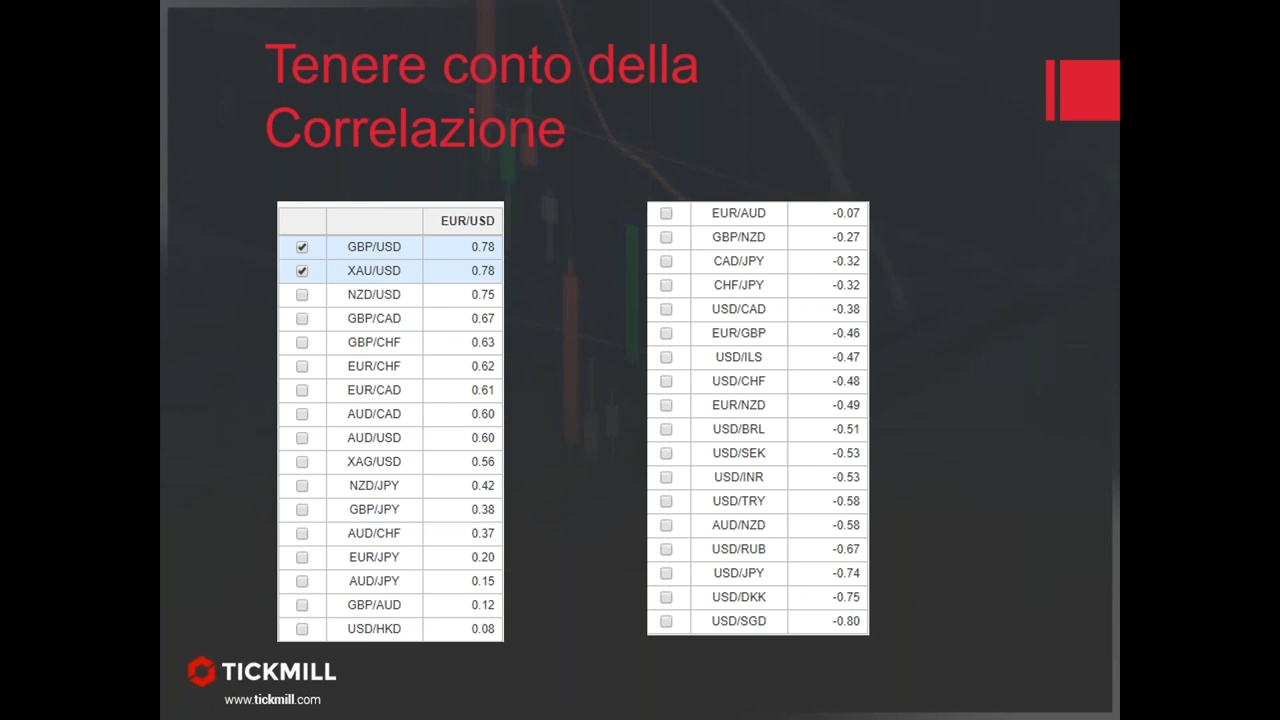 Tenere conto della
Correlazione
EUR/USD
GBP/USD 0.78
XAU/USD 0.78
NZD/USD 0.75
GBP/CAD 0.67
GBP/CHF 0.63
EUR/CHF 0.62
EUR/CAD 0.61
AUD/CAD 0.60
AUD/USD 0.60
XAG/USD 0.56
NZD/JPY 0.42
GBP/JPY 0.38
AUD/CHF 0.37
EUR/JPY 0.20
AUD/JPY 0.15
GBP/AUD 0.12
USD/HKD 0.08
EUR/AUD -0.07
GBP/NZD -0.27
CAD/JPY -0.32
CHF/JPY -0.32
USD/CAD -0.38
EUR/GBP -0.46
USD/ILS -0.47
USD/CHF -0.48
EUR/NZD -0.49
USD/BRL -0.51
USD/SEK -0.53
USD/INR -0.53
USD/TRY -0.58
AUD/NZD -0.58
USD/RUB -0.67
USD/JPY -0.74
USD/DKK -0.75
USD/SGD -0.80
TICKMILL
www.tickmill.com